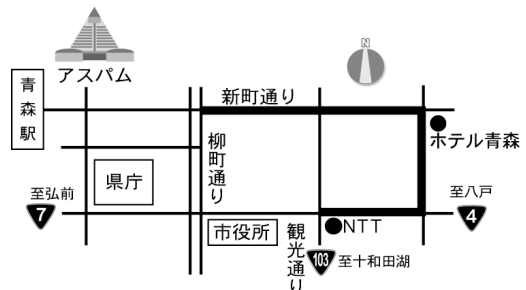 N
アスパム
青森駅
新町通り
柳町通り
ホテル青森
県庁
至弘前
7
至八戸
4
市役所
観光通り
NTT
103
至十和田湖